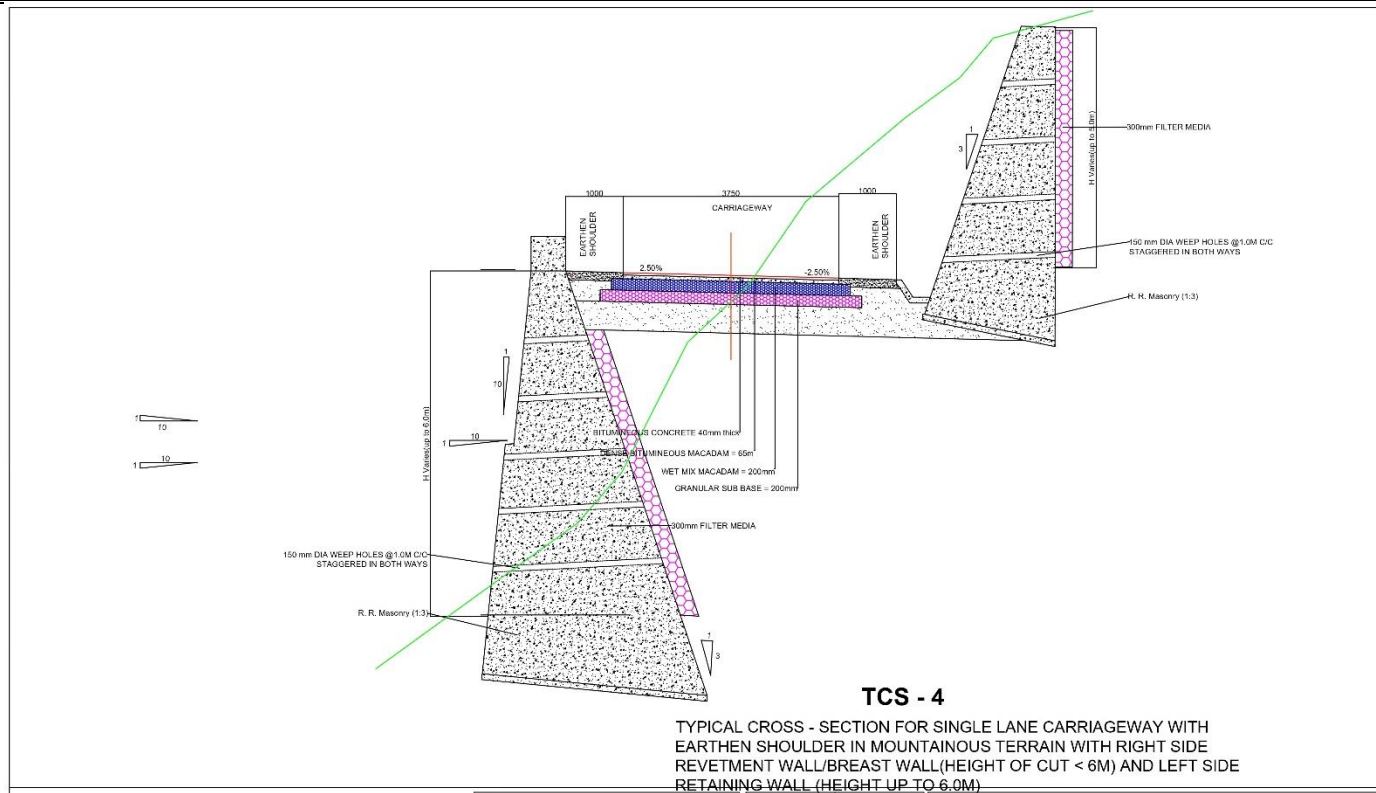 1000
3750
1000
CARRIAGEWAY
EARTHEN
SHOULDER
EARTHEN
SHOULDER
2.50%
-2.50%
1
3
300mm FILTER MEDIA
H Varies(up to 5.0m)
150 mm DIA WEEP HOLES @1.0M C/C
STAGGERED IN BOTH WAYS
R. R. Masonry (1:3)
1
10
1
10
1
10
1
10
H Varies(up to 6.0m)
BITUMINEOUS CONCRETE 40mm thick
DENSE BITUMINEOUS MACADAM = 65m
WET MIX MACADAM = 200mm
GRANULAR SUB BASE = 200mm
300mm FILTER MEDIA
150 mm DIA WEEP HOLES @1.0M C/C
STAGGERED IN BOTH WAYS
R. R. Masonry (1:3)
1
3
TCS - 4
TYPICAL CROSS - SECTION FOR SINGLE LANE CARRIAGEWAY WITH
EARTHEN SHOULDER IN MOUNTAINOUS TERRAIN WITH RIGHT SIDE
REVETMENT WALL/BREAST WALL(HEIGHT OF CUT < 6M) AND LEFT SIDE
RETAINING WALL (HEIGHT UP TO 6.0M)